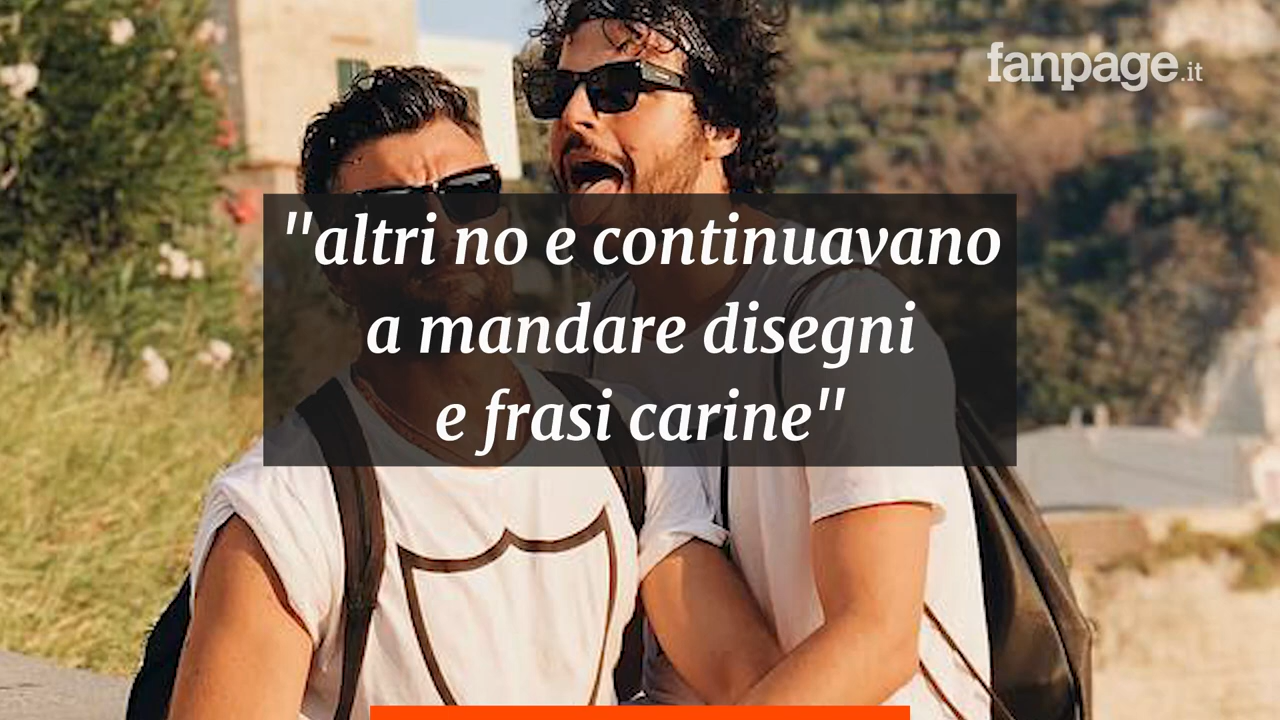 fanpage.it
"altri no e continuavano
a mandare disegni
e frasi carine"